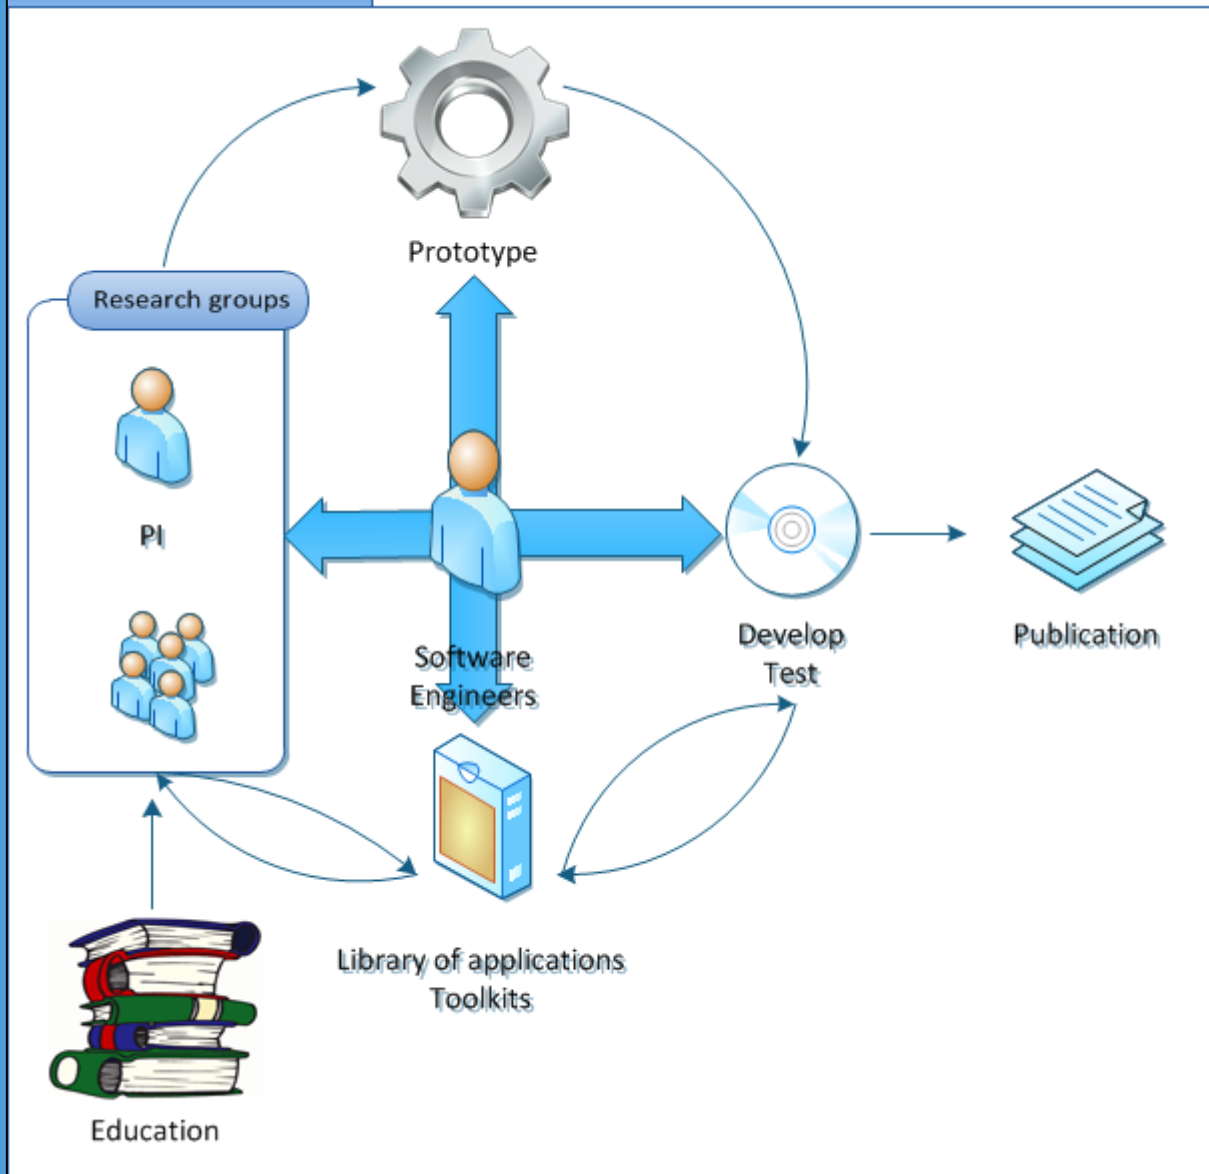 Prototype
Research groups
PI
Software
Engineers
Develop
Test
Publication
Library of applications
Toolkits
Education